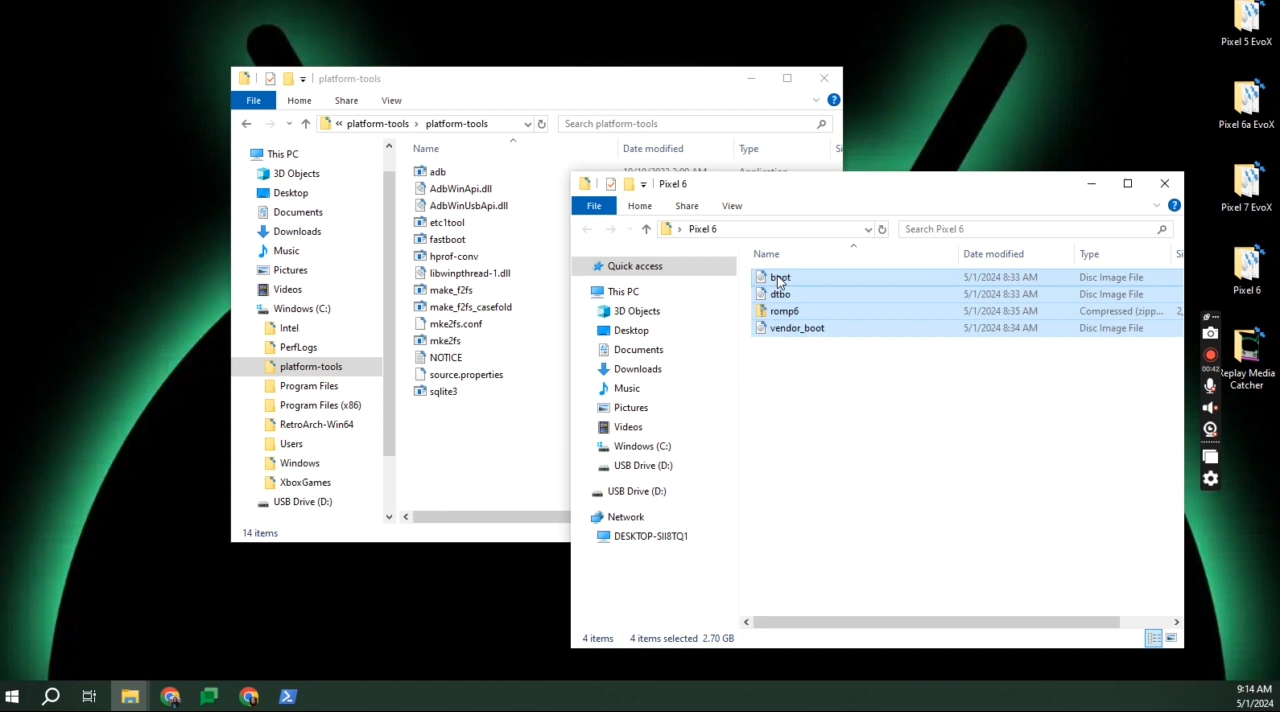 platform-tools
File Home Share View
« platform-tools › platform-tools
Search platform-tools
This PC
3D Objects
Desktop
Documents
Downloads
Music
Pictures
Videos
Windows (C:)
Intel
PerfLogs
platform-tools
Program Files
Program Files (x86)
RetroArch-Win64
Users
Windows
XboxGames
USB Drive (D:)
Name Date modified Type Si
adb
AdbWinApi.dll
AdbWinUsbApi.dll
etc1tool
fastboot
hprof-conv
libwinpthread-1.dll
make_f2fs
make_f2fs_casefold
mke2fs.conf
mke2fs
NOTICE
source.properties
sqlite3
14 items
Pixel 6
File Home Share View
› Pixel 6
Search Pixel 6
Quick access
This PC
3D Objects
Desktop
Documents
Downloads
Music
Pictures
Videos
Windows (C:)
USB Drive (D:)
USB Drive (D:)
Network
DESKTOP-SII8TQ1
Name Date modified Type Si
boot 5/1/2024 8:33 AM Disc Image File
dtbo 5/1/2024 8:33 AM Disc Image File
romp6 5/1/2024 8:35 AM Compressed (zipp... 2,
vendor_boot 5/1/2024 8:34 AM Disc Image File
4 items 4 items selected 2.70 GB
Pixel 5 EvoX
Pixel 6a EvoX
Pixel 7 EvoX
Pixel 6
Replay Media
Catcher
00:42
9:14 AM
5/1/2024